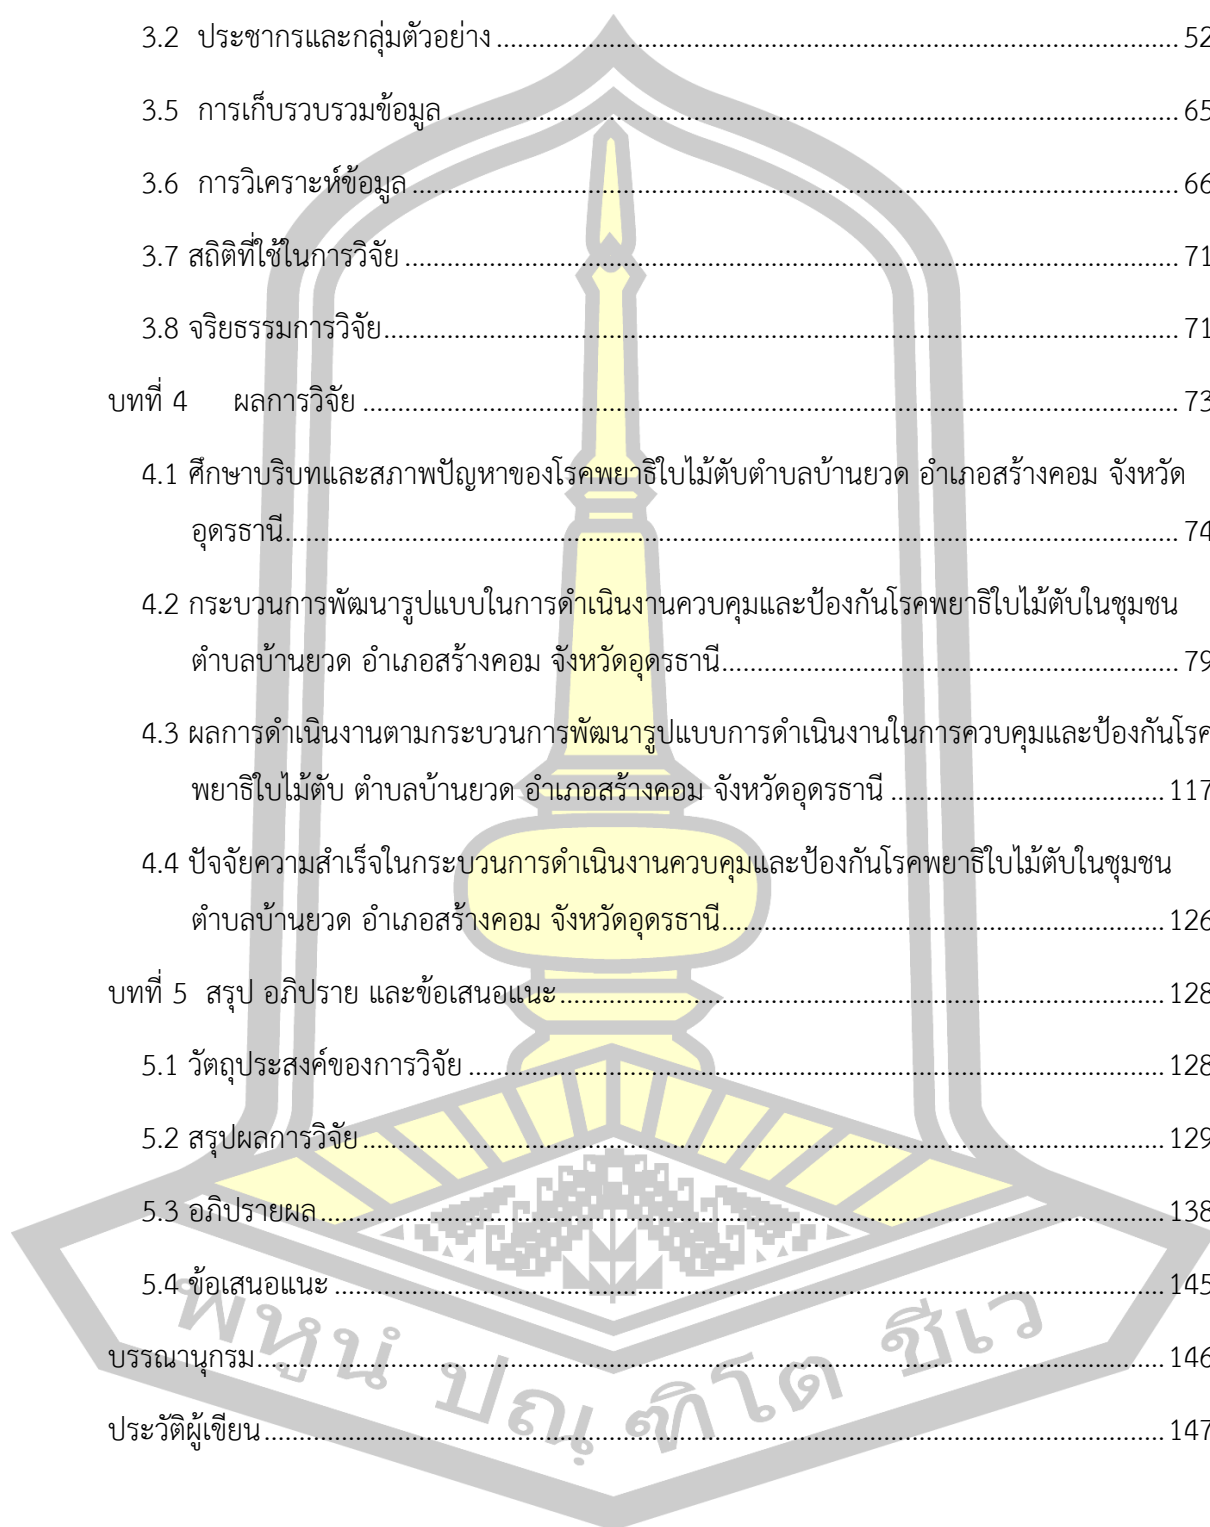 3.2 ประชากรและกลุ่มตัวอย่าง ........ 52
3.5 การเก็บรวบรวมข้อมูล ........ 65
3.6 การวิเคราะห์ข้อมูล ........ 66
3.7 สถิติที่ใช้ในการวิจัย ........ 71
3.8 จริยธรรมการวิจัย ........ 71
บทที่ 4 ผลการวิจัย ........ 73
4.1 ศึกษาบริบทและสภาพปัญหาของโรคพยาธิใบไม้ตับตำบลบ้านยวด อำเภอสร้างคอม จังหวัด
อุดรธานี ........ 74
4.2 กระบวนการพัฒนารูปแบบในการดำเนินงานควบคุมและป้องกันโรคพยาธิใบไม้ตับในชุมชน
ตำบลบ้านยวด อำเภอสร้างคอม จังหวัดอุดรธานี ........ 79
4.3 ผลการดำเนินงานตามกระบวนการพัฒนารูปแบบการดำเนินงานในการควบคุมและป้องกันโรค
พยาธิใบไม้ตับ ตำบลบ้านยวด อำเภอสร้างคอม จังหวัดอุดรธานี ........ 117
4.4 ปัจจัยความสำเร็จในกระบวนการดำเนินงานควบคุมและป้องกันโรคพยาธิใบไม้ตับในชุมชน
ตำบลบ้านยวด อำเภอสร้างคอม จังหวัดอุดรธานี ........ 126
บทที่ 5 สรุป อภิปราย และข้อเสนอแนะ ........ 128
5.1 วัตถุประสงค์ของการวิจัย ........ 128
5.2 สรุปผลการวิจัย ........ 129
5.3 อภิปรายผล ........ 138
5.4 ข้อเสนอแนะ ........ 145
บรรณานุกรม ........ 146
ประวัติผู้เขียน ........ 147
พหูนํ ปณฺฑิโต ชีเว